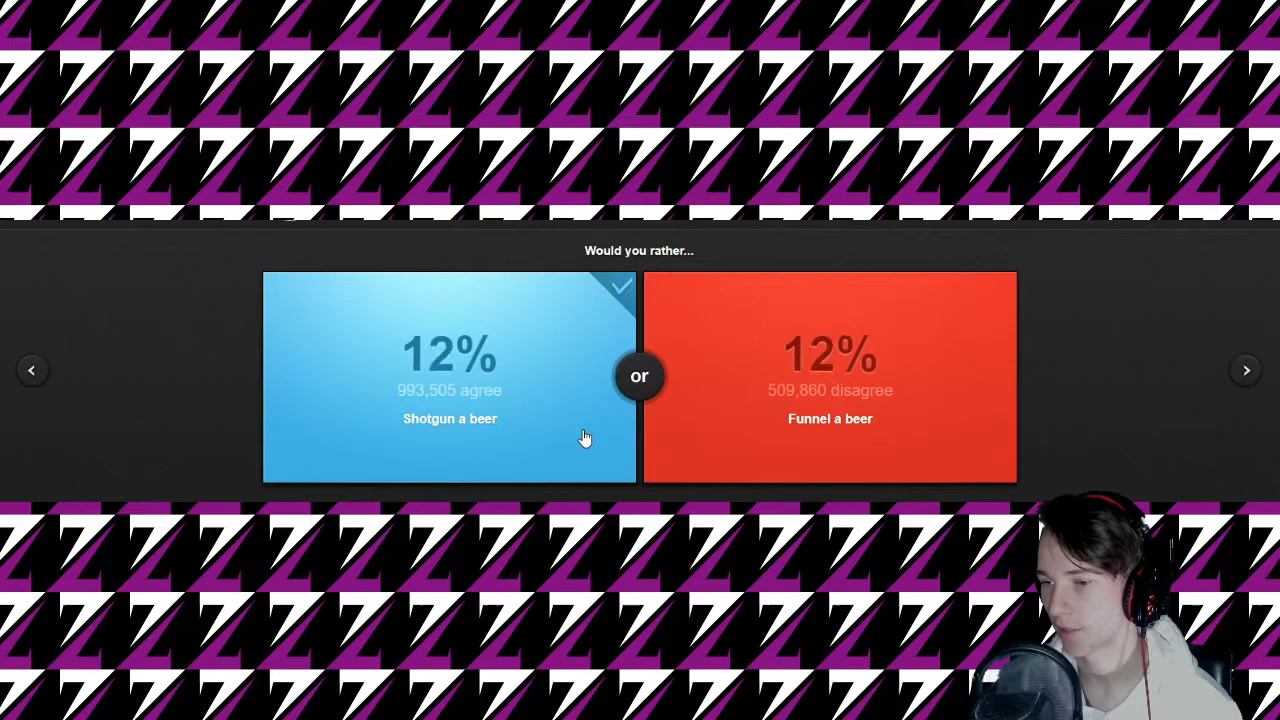 Would you rather...
12%
993,505 agree
Shotgun a beer
or
12%
509,860 disagree
Funnel a beer